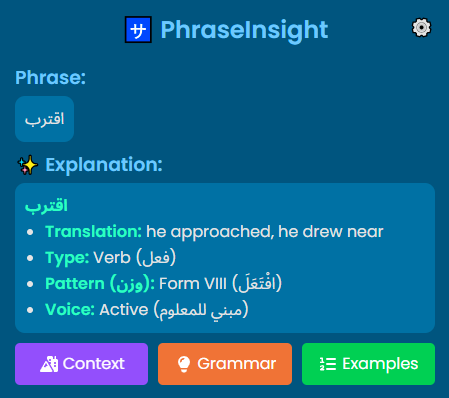 サ PhraseInsight
Phrase:
اقترب
Explanation:
اقترب
Translation: he approached, he drew near
Type: Verb (فعل)
Pattern (وزن): Form VIII (افْتَعَلَ)
Voice: Active (مبني للمعلوم)
Context Grammar Examples